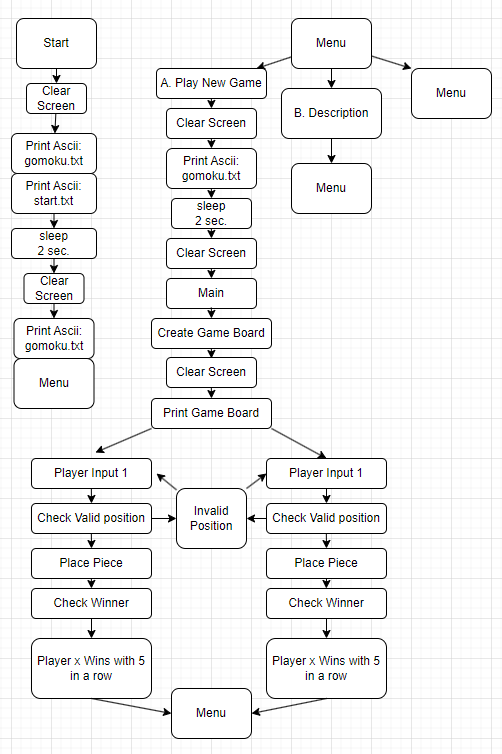 Start
Clear
Screen
Print Ascii:
gomoku.txt
Print Ascii:
start.txt
sleep
2 sec.
Clear
Screen
Print Ascii:
gomoku.txt
Menu
Menu
A. Play New Game
Clear Screen
Print Ascii:
gomoku.txt
sleep
2 sec.
Clear Screen
Main
Create Game Board
Clear Screen
Print Game Board
B. Description
Menu
Menu
Player Input 1
Check Valid position
Place Piece
Check Winner
Player x Wins with 5
in a row
Invalid
Position
Player Input 1
Check Valid position
Place Piece
Check Winner
Player x Wins with 5
in a row
Menu